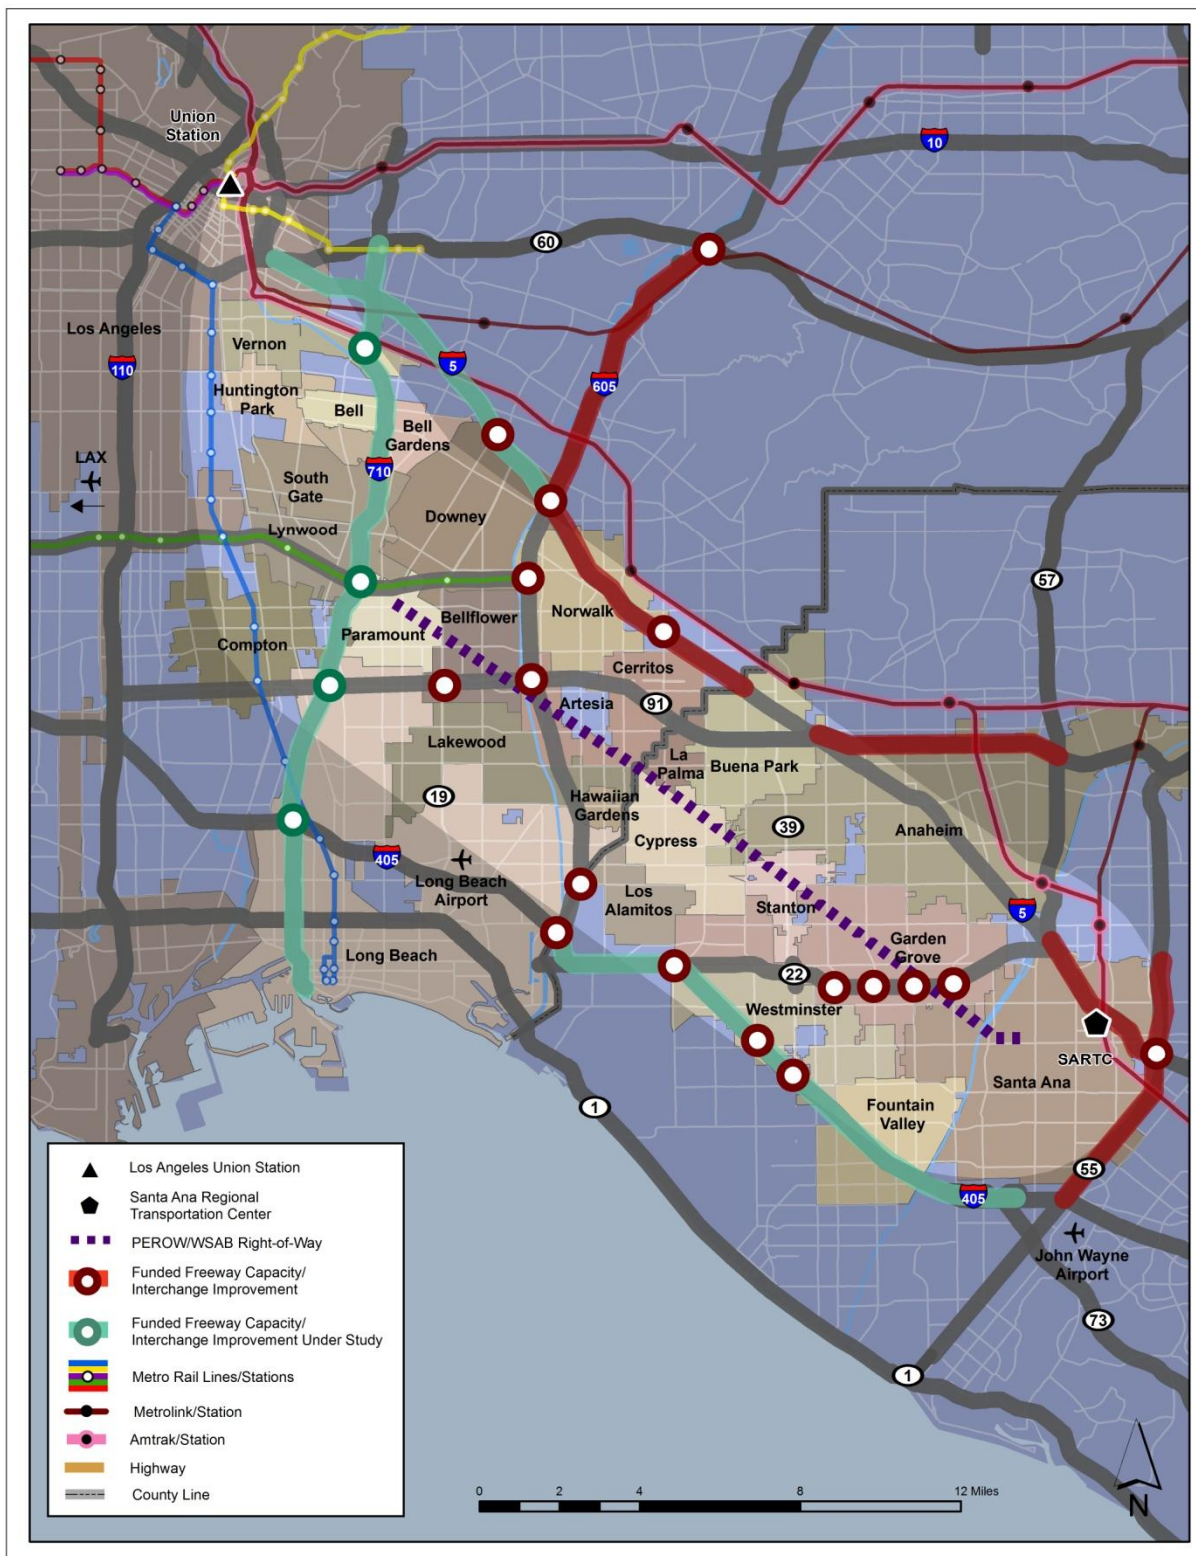 Union
Station
10
60
Los Angeles
Vernon
110
5
605
Huntington
Park
Bell
Bell
Gardens
LAX
710
South
Gate
Downey
Lynwood
57
Norwalk
Bellflower
Paramount
Compton
Cerritos
Artesia
91
Lakewood
La
Palma
Buena Park
19
Hawaiian
Gardens
39
Cypress
Anaheim
405
Long Beach
Airport
Los
Alamitos
Stanton
5
Garden
Grove
Long Beach
22
Westminster
SARTC
Santa Ana
1
Fountain
Valley
55
405
John Wayne
Airport
73
1
Los Angeles Union Station
Santa Ana Regional
Transportation Center
PEROW/WSAB Right-of-Way
Funded Freeway Capacity/
Interchange Improvement
Funded Freeway Capacity/
Interchange Improvement Under Study
Metro Rail Lines/Stations
Metrolink/Station
Amtrak/Station
Highway
County Line
0 2 4 8 12 Miles
N